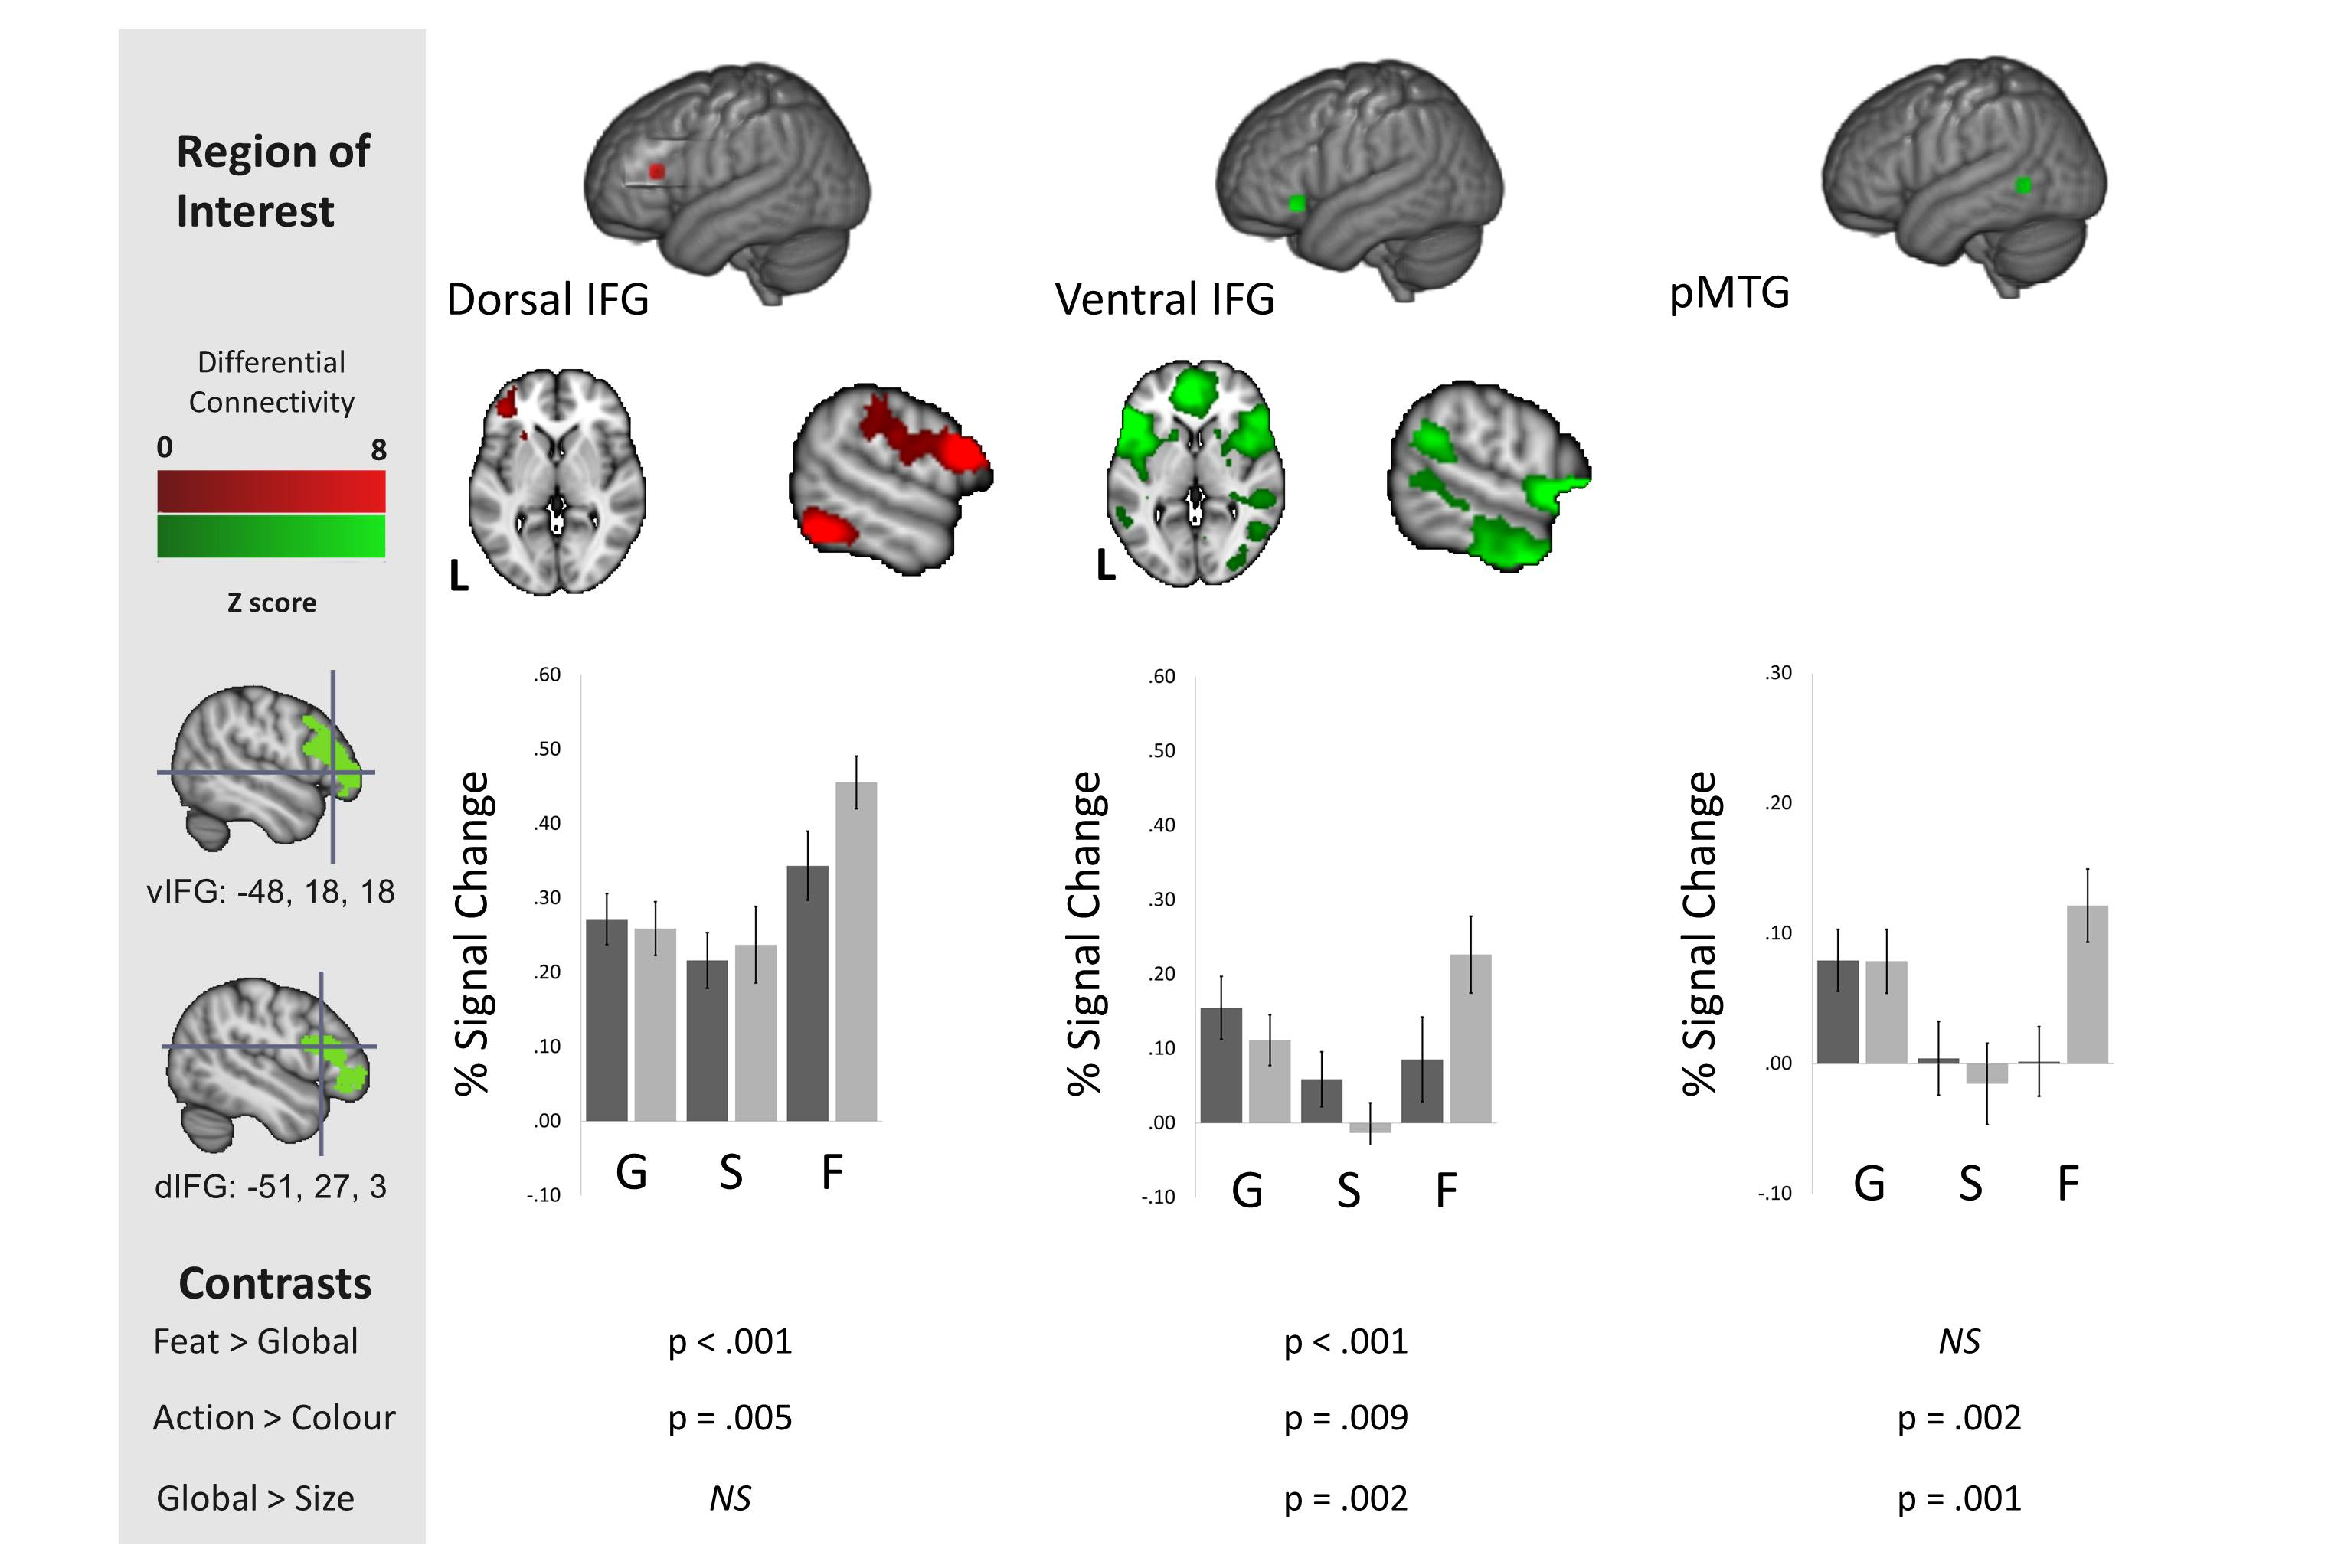 Region of
Interest
Dorsal IFG
Ventral IFG
pMTG
Differential
Connectivity
0 8
Z score
L
L
vIFG: -48, 18, 18
dIFG: -51, 27, 3
% Signal Change
.60
.50
.40
.30
.20
.10
.00
-.10
G S F
% Signal Change
.60
.50
.40
.30
.20
.10
.00
-.10
G S F
% Signal Change
.30
.20
.10
.00
-.10
G S F
Contrasts
Feat > Global p < .001 p < .001 NS
Action > Colour p = .005 p = .009 p = .002
Global > Size NS p = .002 p = .001